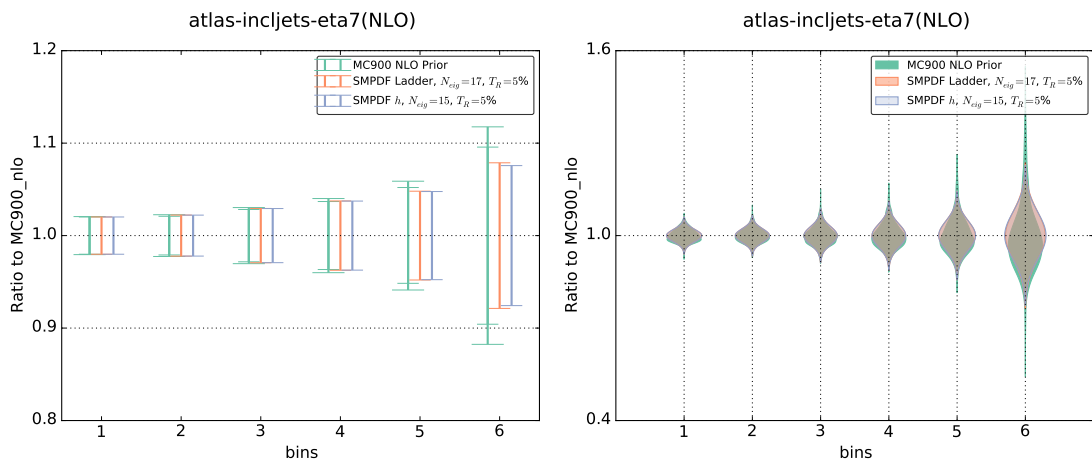 atlas-incljets-eta7(NLO)
1.2
1.1
1.0
0.9
0.8
Ratio to MC900_nlo
MC900 NLO Prior
SMPDF Ladder, N_eig=17, T_R=5%
SMPDF h, N_eig=15, T_R=5%
1 2 3 4 5 6
bins
atlas-incljets-eta7(NLO)
1.6
1.0
0.4
Ratio to MC900_nlo
MC900 NLO Prior
SMPDF Ladder, N_eig=17, T_R=5%
SMPDF h, N_eig=15, T_R=5%
1 2 3 4 5 6
bins